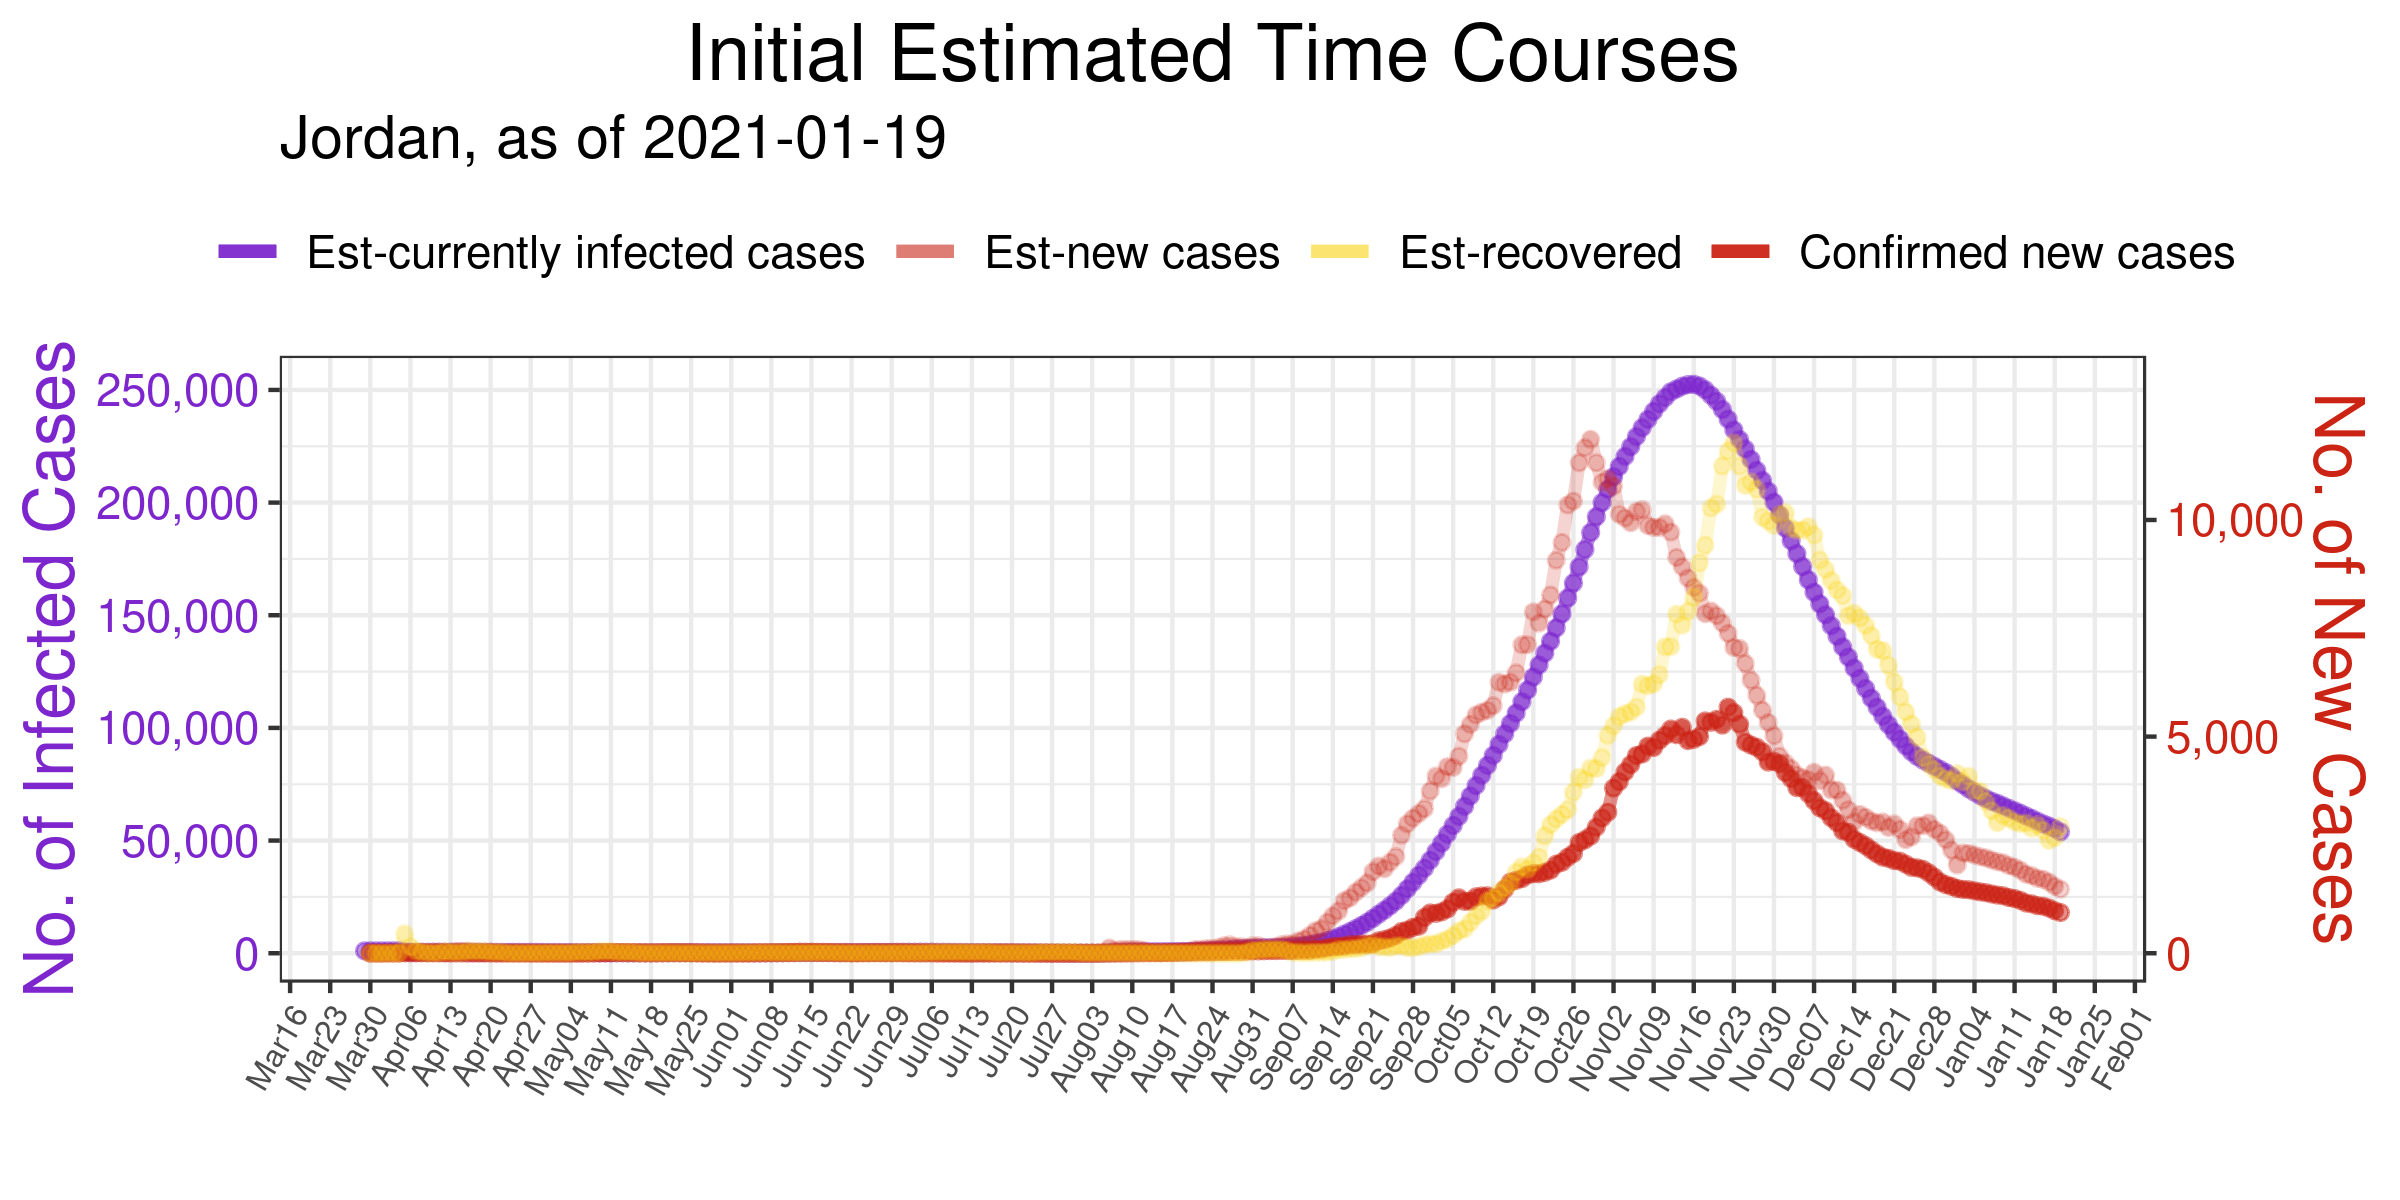 Initial Estimated Time Courses
Jordan, as of 2021-01-19
Est-currently infected cases Est-new cases Est-recovered Confirmed new cases
No. of Infected Cases
250,000
200,000
150,000
100,000
50,000
0
10,000
5,000
0
No. of New Cases
Mar16 Mar23 Mar30 Apr06 Apr13 Apr20 Apr27 May04 May11 May18 May25 Jun01 Jun08 Jun15 Jun22 Jun29 Jul06 Jul13 Jul20 Jul27 Aug03 Aug10 Aug17 Aug24 Aug31 Sep07 Sep14 Sep21 Sep28 Oct05 Oct12 Oct19 Oct26 Nov02 Nov09 Nov16 Nov23 Nov30 Dec07 Dec14 Dec21 Dec28 Jan04 Jan11 Jan18 Jan25 Feb01